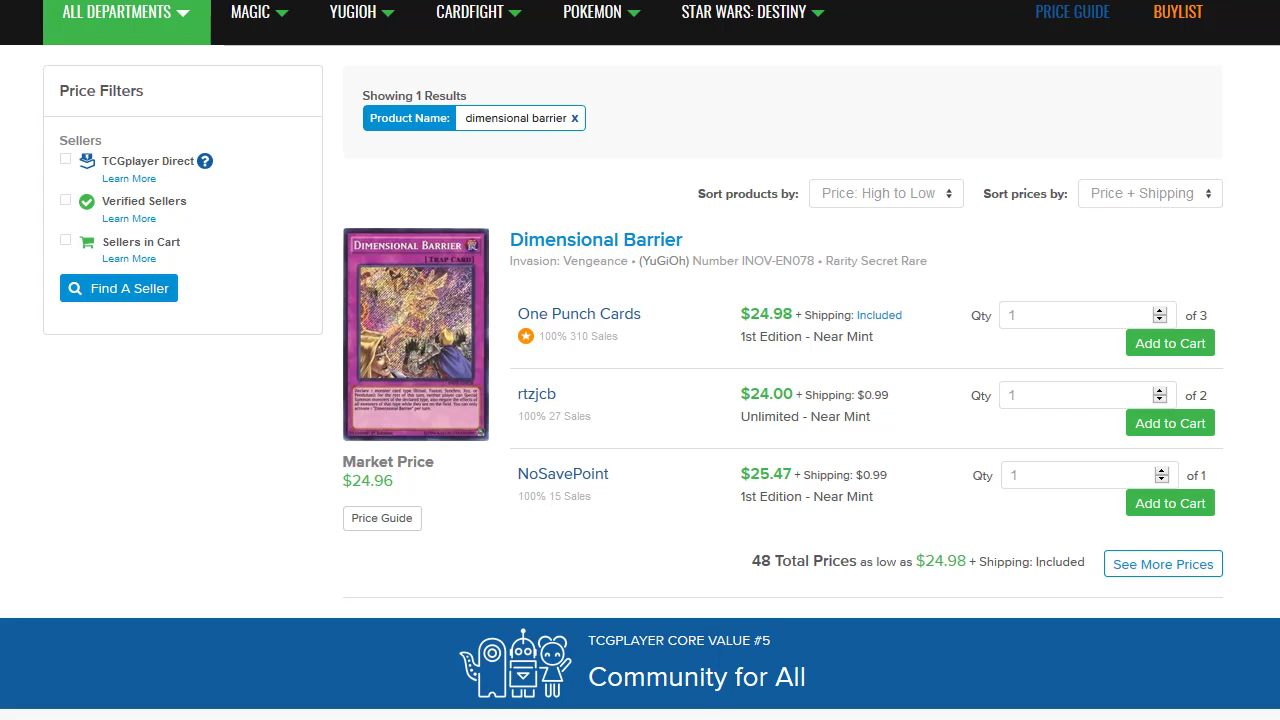 ALL DEPARTMENTS MAGIC YUGIOH CARDFIGHT POKEMON STAR WARS: DESTINY PRICE GUIDE BUYLIST
Price Filters
Sellers
TCGplayer Direct ?
Learn More
Verified Sellers
Learn More
Sellers in Cart
Learn More
Find A Seller
Showing 1 Results
Product Name: dimensional barrier x
Sort products by: Price: High to Low Sort prices by: Price + Shipping
DIMENSIONAL BARRIER
[TRAP CARD]
Market Price
$24.96
Price Guide
Dimensional Barrier
Invasion: Vengeance • (YuGiOh) Number INOV-EN078 • Rarity Secret Rare
One Punch Cards $24.98 + Shipping: Included Qty 1 of 3
100% 310 Sales 1st Edition - Near Mint Add to Cart
rtzjcb $24.00 + Shipping: $0.99 Qty 1 of 2
100% 27 Sales Unlimited - Near Mint Add to Cart
NoSavePoint $25.47 + Shipping: $0.99 Qty 1 of 1
100% 15 Sales 1st Edition - Near Mint Add to Cart
48 Total Prices as low as $24.98 + Shipping: Included See More Prices
TCGPLAYER CORE VALUE #5
Community for All